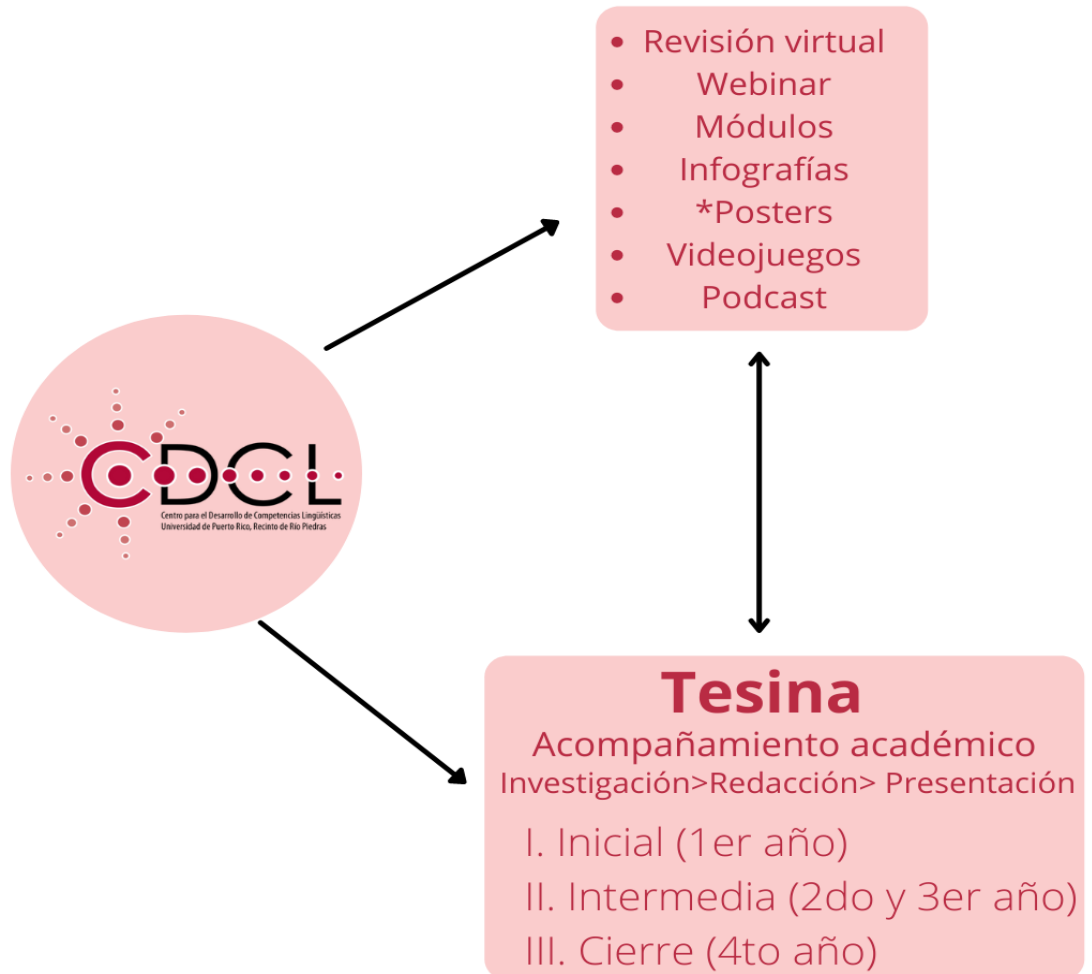 • Revisión virtual
• Webinar
• Módulos
• Infografías
• *Posters
• Videojuegos
• Podcast
CDCL
Centro para el Desarrollo de Competencias Lingüísticas
Universidad de Puerto Rico, Recinto de Río Piedras
Tesina
Acompañamiento académico
Investigación>Redacción> Presentación
I. Inicial (1er año)
II. Intermedia (2do y 3er año)
III. Cierre (4to año)